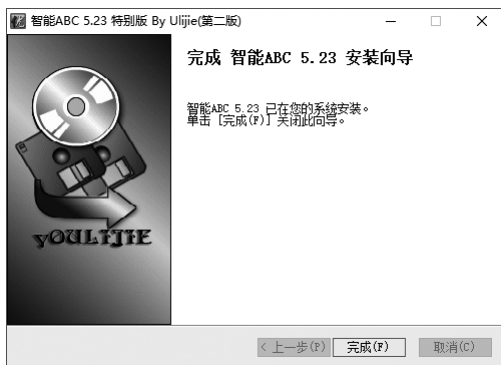 智能ABC 5.23 特别版 By Ulijie(第二版)
完成 智能ABC 5.23 安装向导
智能ABC 5.23 已在您的系统安装。
单击 [完成(F)] 关闭此向导。
yOULIJIE
< 上一步(P)
完成(F)
取消(C)